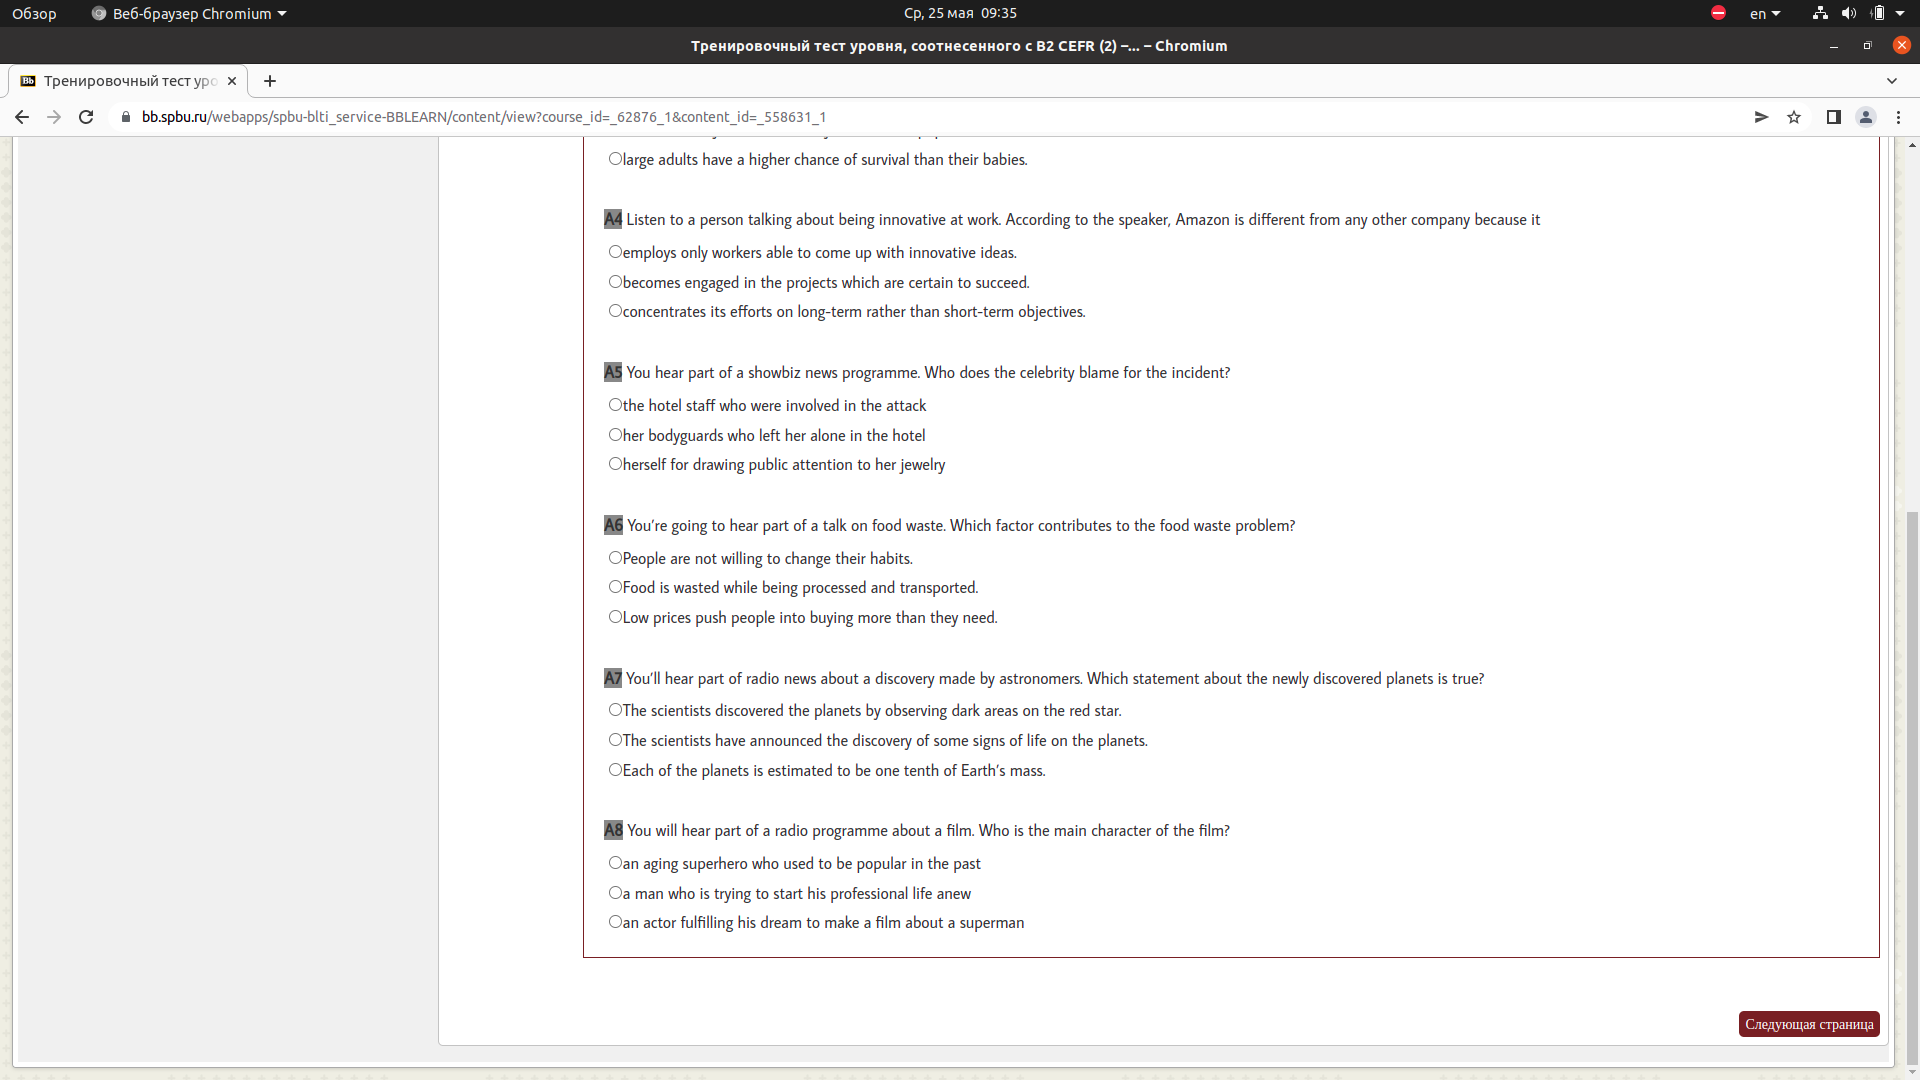 Обзор
Веб-браузер Chromium
Ср, 25 мая 09:35
en
Тренировочный тест уровня, соотнесенного с B2 CEFR (2) –... – Chromium
Bb Тренировочный тест уро
bb.spbu.ru/webapps/spbu-blti_service-BBLEARN/content/view?course_id=_62876_1&content_id=_558631_1
large adults have a higher chance of survival than their babies.
A4 Listen to a person talking about being innovative at work. According to the speaker, Amazon is different from any other company because it
employs only workers able to come up with innovative ideas.
becomes engaged in the projects which are certain to succeed.
concentrates its efforts on long-term rather than short-term objectives.
A5 You hear part of a showbiz news programme. Who does the celebrity blame for the incident?
the hotel staff who were involved in the attack
her bodyguards who left her alone in the hotel
herself for drawing public attention to her jewelry
A6 You're going to hear part of a talk on food waste. Which factor contributes to the food waste problem?
People are not willing to change their habits.
Food is wasted while being processed and transported.
Low prices push people into buying more than they need.
A7 You'll hear part of radio news about a discovery made by astronomers. Which statement about the newly discovered planets is true?
The scientists discovered the planets by observing dark areas on the red star.
The scientists have announced the discovery of some signs of life on the planets.
Each of the planets is estimated to be one tenth of Earth's mass.
A8 You will hear part of a radio programme about a film. Who is the main character of the film?
an aging superhero who used to be popular in the past
a man who is trying to start his professional life anew
an actor fulfilling his dream to make a film about a superman
Следующая страница